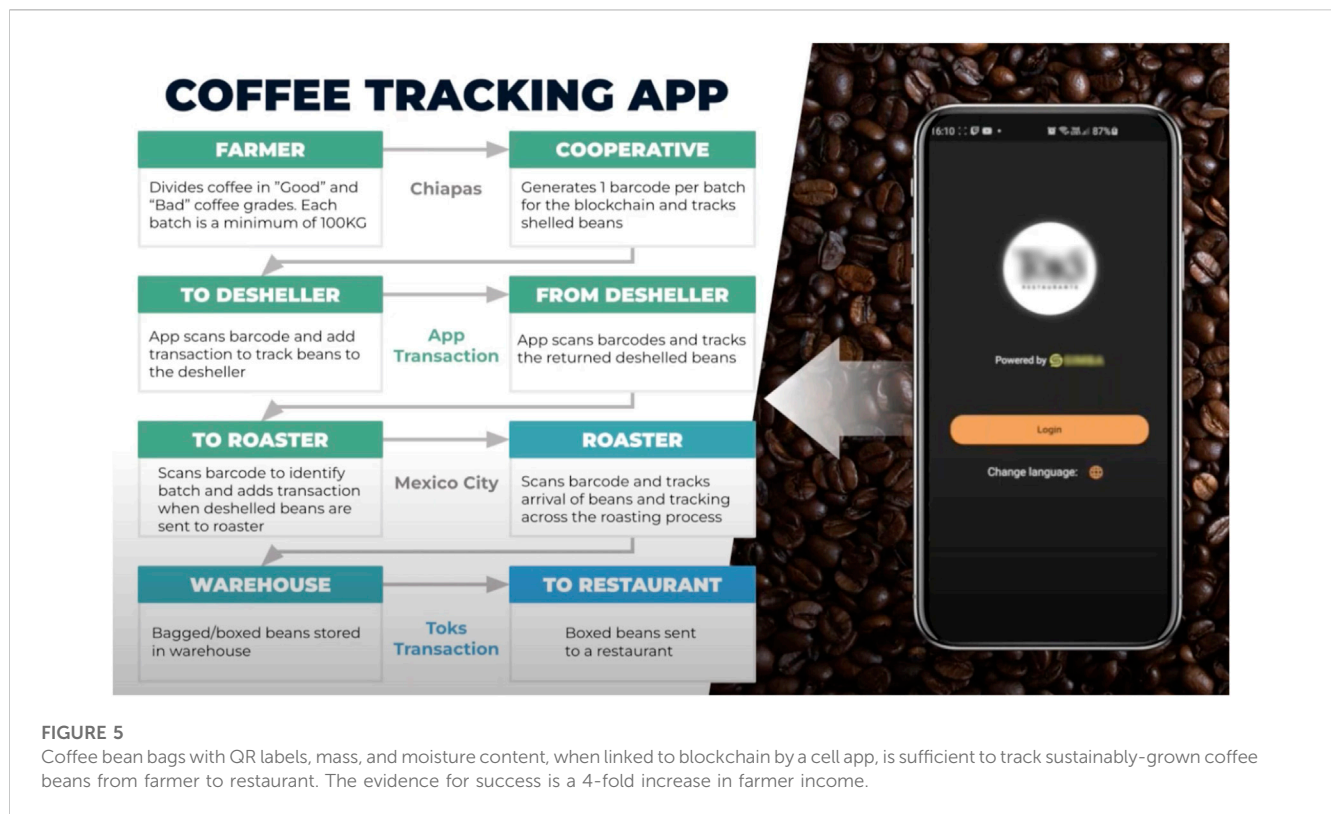 COFFEE TRACKING APP
FARMER
Divides coffee in "Good" and
"Bad" coffee grades. Each
batch is a minimum of 100KG
Chiapas
COOPERATIVE
Generates 1 barcode per batch
for the blockchain and tracks
shelled beans
TO DESHELLER
App scans barcode and add
transaction to track beans to
the desheller
App
Transaction
FROM DESHELLER
App scans barcodes and tracks
the returned deshelled beans
TO ROASTER
Scans barcode to identify
batch and adds transaction
when deshelled beans are
sent to roaster
Mexico City
ROASTER
Scans barcode and tracks
arrival of beans and tracking
across the roasting process
WAREHOUSE
Bagged/boxed beans stored
in warehouse
Toks
Transaction
TO RESTAURANT
Boxed beans sent
to a restaurant
16:10
87%
RESTAURANTS
Powered by
Login
Change language:
FIGURE 5
Coffee bean bags with QR labels, mass, and moisture content, when linked to blockchain by a cell app, is sufficient to track sustainably-grown coffee
beans from farmer to restaurant. The evidence for success is a 4-fold increase in farmer income.